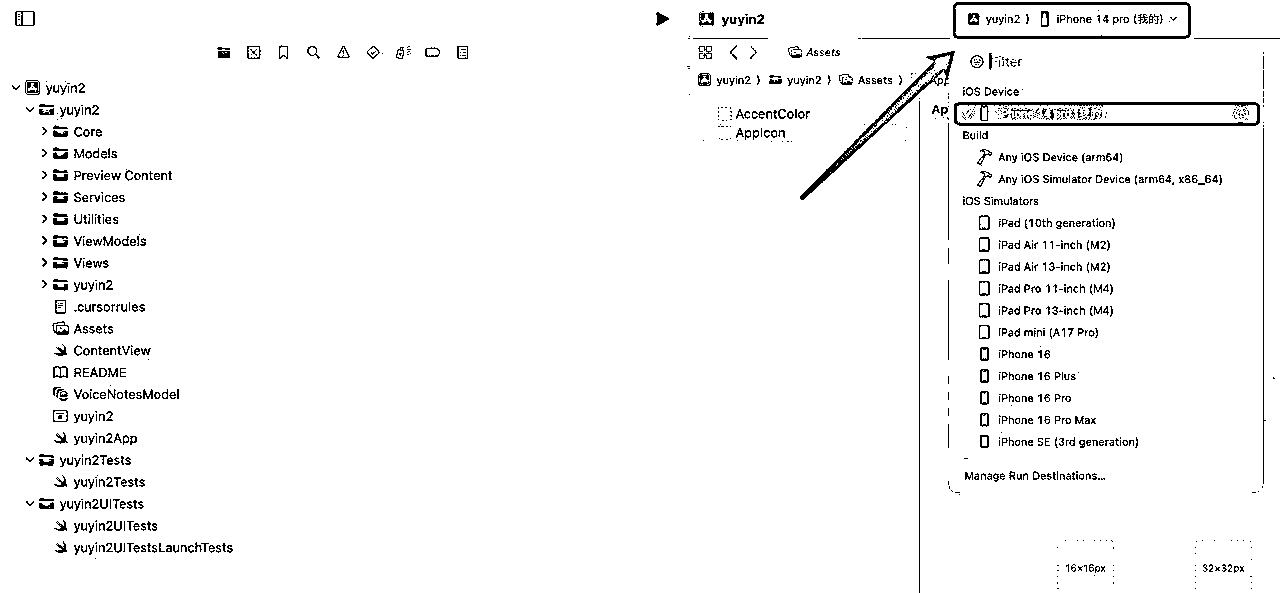 yuyin2
yuyin2
Core
Models
Preview Content
Services
Utilities
ViewModels
Views
yuyin2
.cursorrules
Assets
ContentView
README
VoiceNotesModel
yuyin2
yuyin2App
yuyin2Tests
yuyin2Tests
yuyin2UITests
yuyin2UITests
yuyin2UITestsLaunchTests
yuyin2
yuyin2 › iPhone 14 pro (我的)
Assets
yuyin2 › yuyin2 › Assets ›
AccentColor
AppIcon
Ap
Filter
iOS Device
Build
Any iOS Device (arm64)
Any iOS Simulator Device (arm64, x86_64)
iOS Simulators
iPad (10th generation)
iPad Air 11-inch (M2)
iPad Air 13-inch (M2)
iPad Pro 11-inch (M4)
iPad Pro 13-inch (M4)
iPad mini (A17 Pro)
iPhone 16
iPhone 16 Plus
iPhone 16 Pro
iPhone 16 Pro Max
iPhone SE (3rd generation)
Manage Run Destinations...
16x16px
32x32px